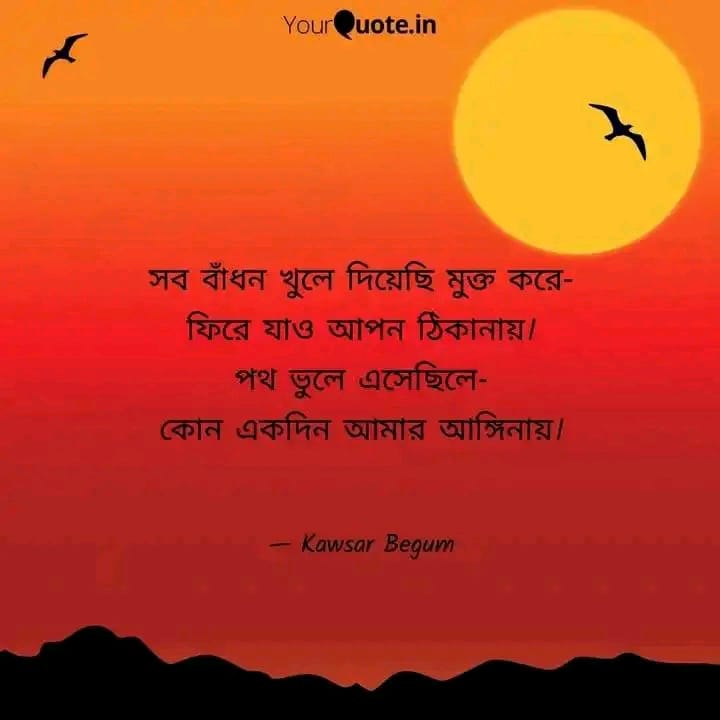 YourQuote.in
সব বাঁধন খুলে দিয়েছি মুক্ত করে-
ফিরে যাও আপন ঠিকানায়।
পথ ভুলে এসেছিলে-
কোন একদিন আমার আঙ্গিনায়।
— Kawsar Begum